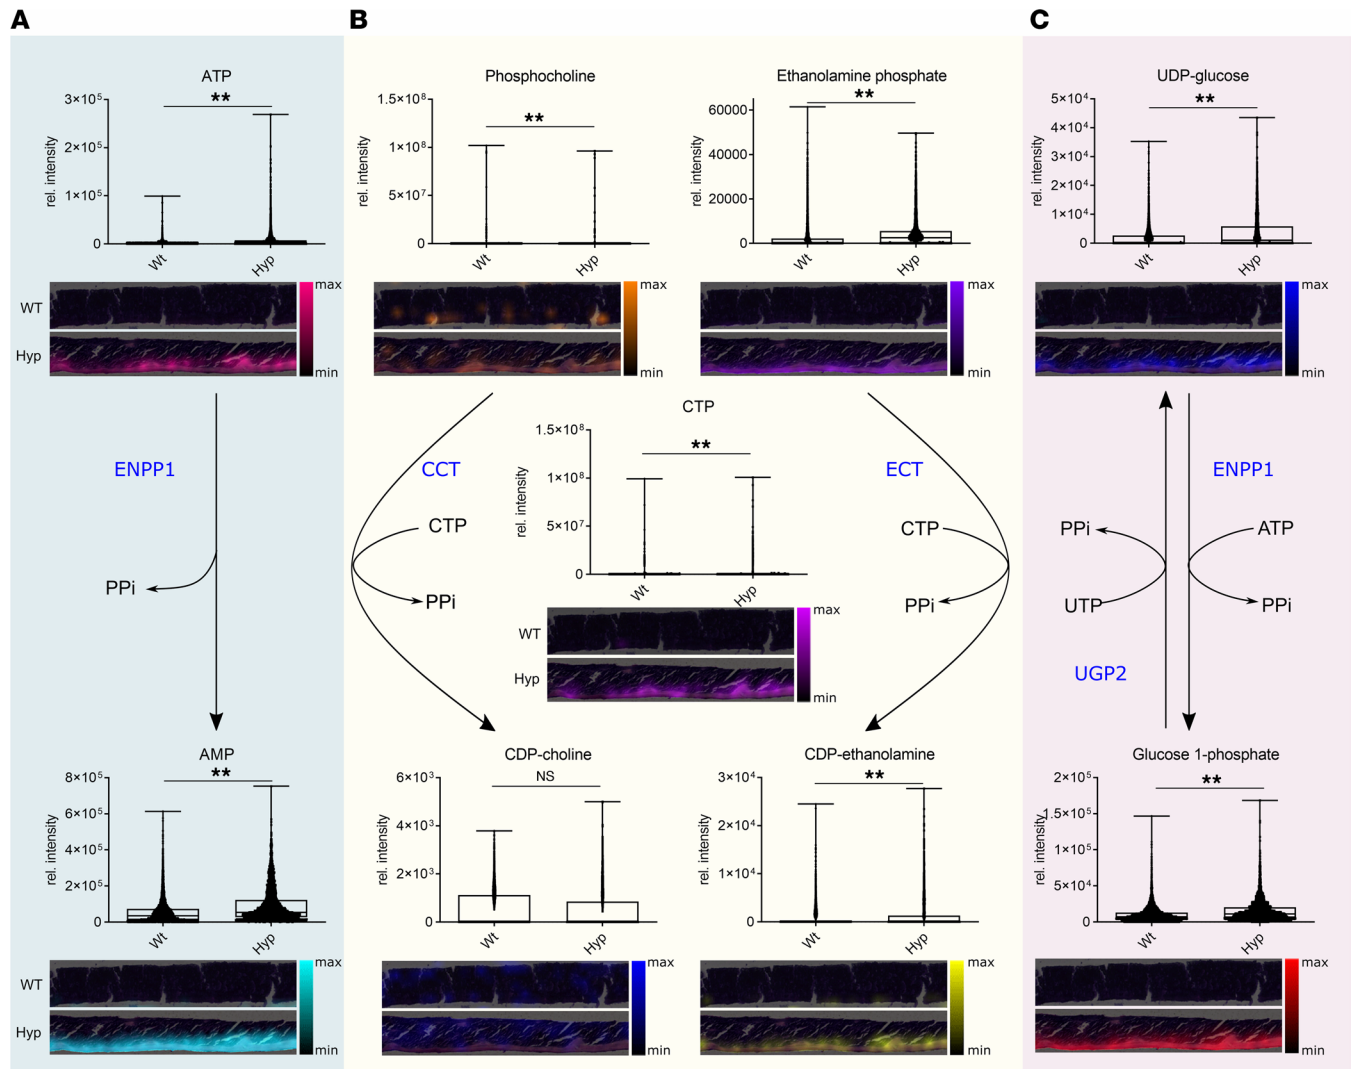 A
B
C
ATP
3×10⁵
2×10⁵
1×10⁵
0
rel. intensity
**
Wt
Hyp
WT
Hyp
max
min
Phosphocholine
1.5×10⁸
1×10⁸
5×10⁷
0
rel. intensity
**
Wt
Hyp
max
min
Ethanolamine phosphate
60000
40000
20000
0
rel. intensity
**
Wt
Hyp
max
min
UDP-glucose
5×10⁴
4×10⁴
3×10⁴
2×10⁴
1×10⁴
0
rel. intensity
**
Wt
Hyp
max
min
ENPP1
PPi
CCT
CTP
PPi
CTP
1.5×10⁸
1×10⁸
5×10⁷
0
rel. intensity
**
Wt
Hyp
WT
Hyp
max
min
ECT
CTP
PPi
ENPP1
PPi
ATP
UTP
PPi
UGP2
AMP
8×10⁵
6×10⁵
4×10⁵
2×10⁵
0
rel. intensity
**
Wt
Hyp
WT
Hyp
max
min
CDP-choline
6×10³
4×10³
2×10³
0
rel. intensity
NS
Wt
Hyp
max
min
CDP-ethanolamine
3×10⁴
2×10⁴
1×10⁴
0
rel. intensity
**
Wt
Hyp
max
min
Glucose 1-phosphate
2×10⁵
1.5×10⁵
1×10⁵
5×10⁴
0
rel. intensity
**
Wt
Hyp
max
min